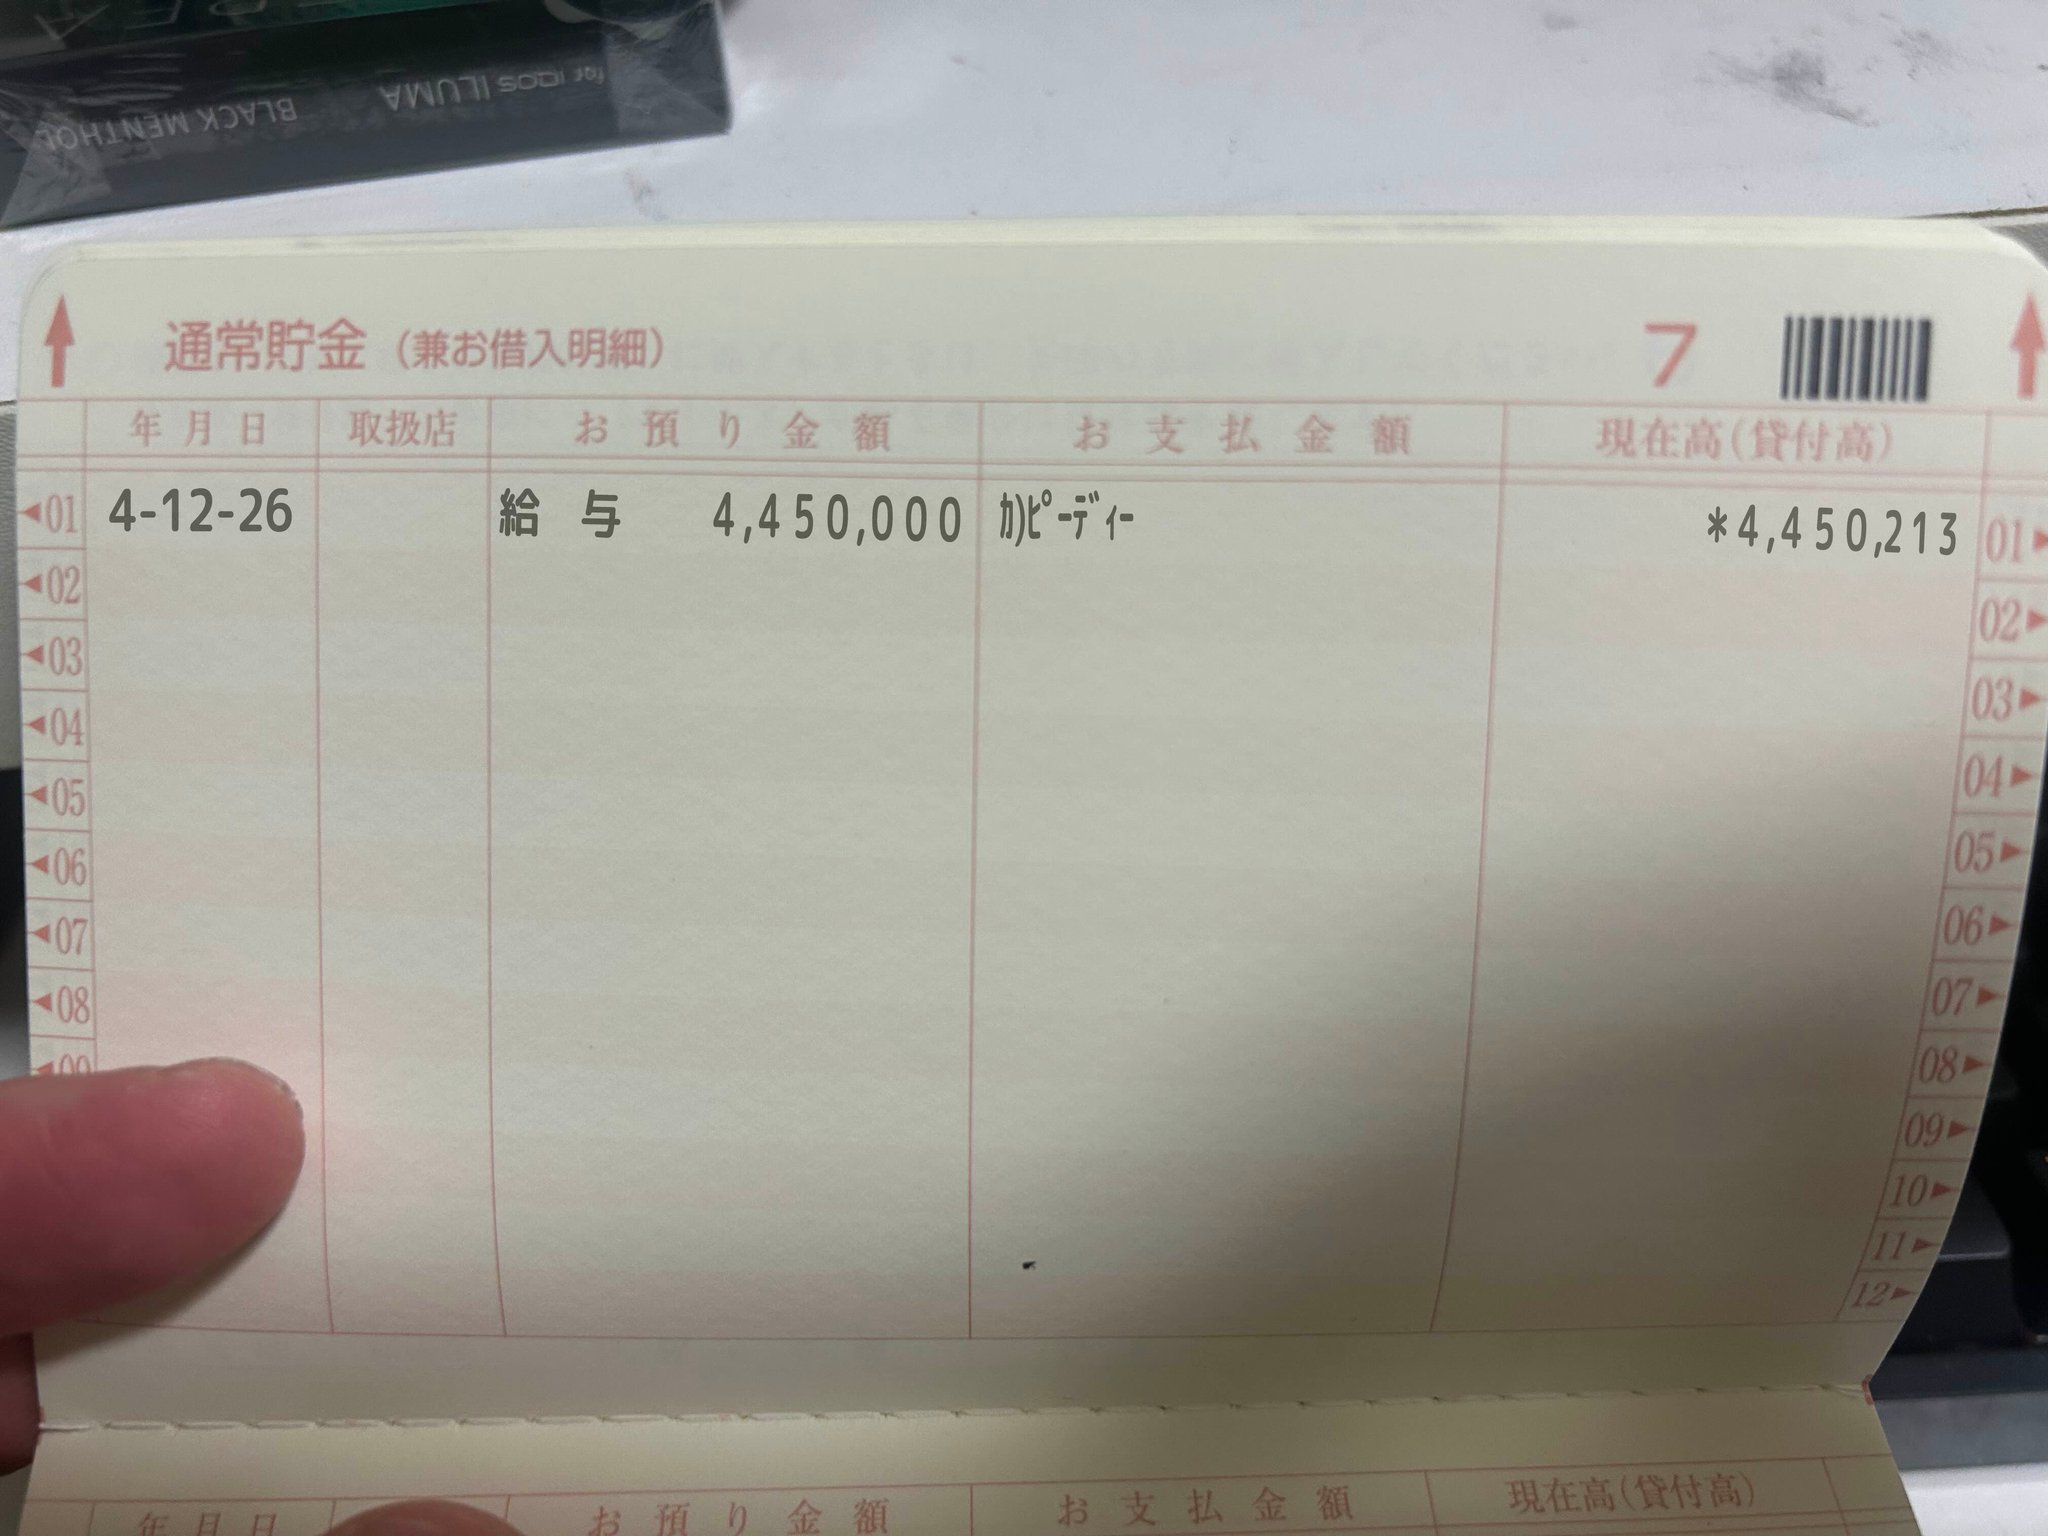 for IQOS ILUMA BLACK MENTHOL
通常貯金（兼お借入明細） 7
年月日 取扱店 お預り金額 お支払金額 現在高(貸付高)
01 4-12-26 給与 4,450,000 ｶ)ﾋﾟｰﾃﾞｨｰ *4,450,213 01
02 02
03 03
04 04
05 05
06 06
07 07
08 08
09 09
10
11
12
年月日 お預り金額 お支払金額 現在高(貸付高)